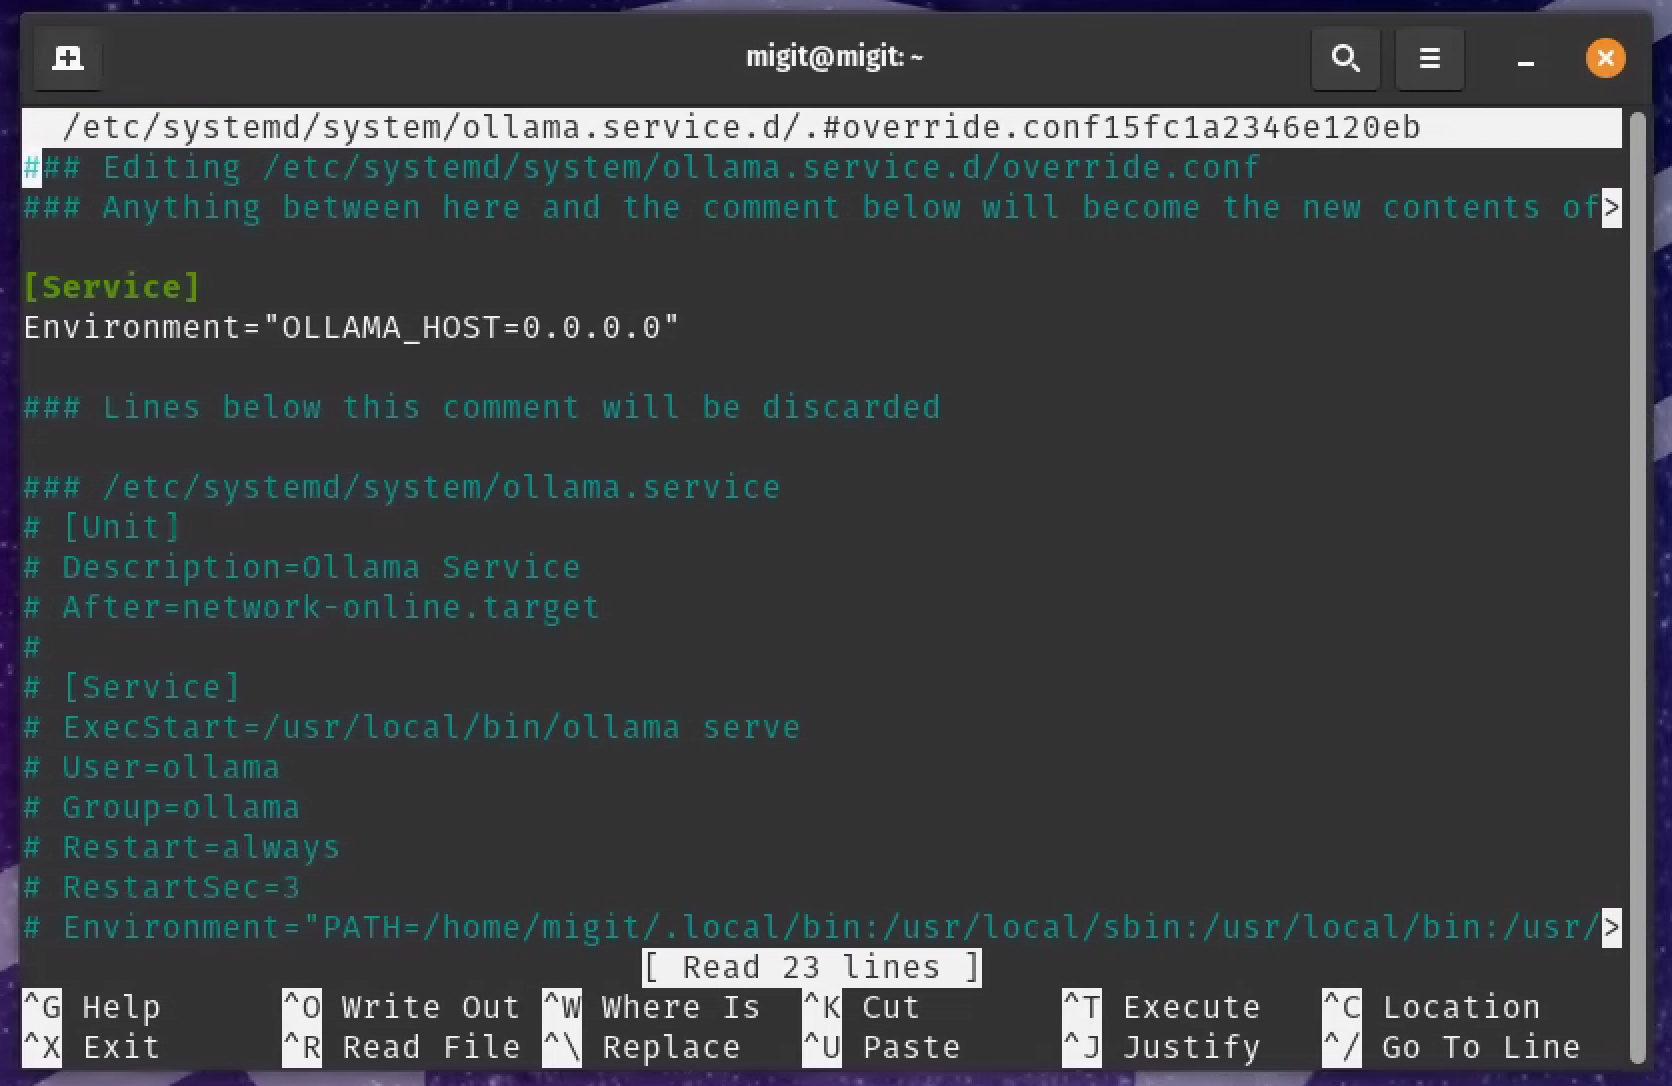 migit@migit: ~
/etc/systemd/system/ollama.service.d/.#override.conf15fc1a2346e120eb
### Editing /etc/systemd/system/ollama.service.d/override.conf
### Anything between here and the comment below will become the new contents of>
[Service]
Environment="OLLAMA_HOST=0.0.0.0"
### Lines below this comment will be discarded
### /etc/systemd/system/ollama.service
# [Unit]
# Description=Ollama Service
# After=network-online.target
#
# [Service]
# ExecStart=/usr/local/bin/ollama serve
# User=ollama
# Group=ollama
# Restart=always
# RestartSec=3
# Environment="PATH=/home/migit/.local/bin:/usr/local/sbin:/usr/local/bin:/usr/>
[ Read 23 lines ]
^G Help ^O Write Out ^W Where Is ^K Cut ^T Execute ^C Location
^X Exit ^R Read File ^\ Replace ^U Paste ^J Justify ^/ Go To Line